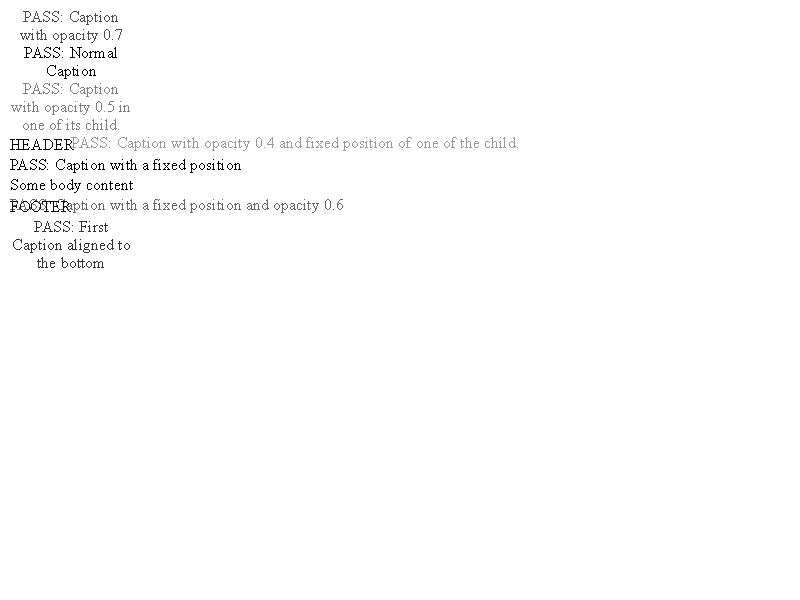 PASS: Caption
with opacity 0.7
PASS: Normal
Caption
PASS: Caption
with opacity 0.5 in
one of its child.
HEADER PASS: Caption with opacity 0.4 and fixed position of one of the child.
PASS: Caption with a fixed position
Some body content
FOOTER
PASS: Caption with a fixed position and opacity 0.6
PASS: First
Caption aligned to
the bottom